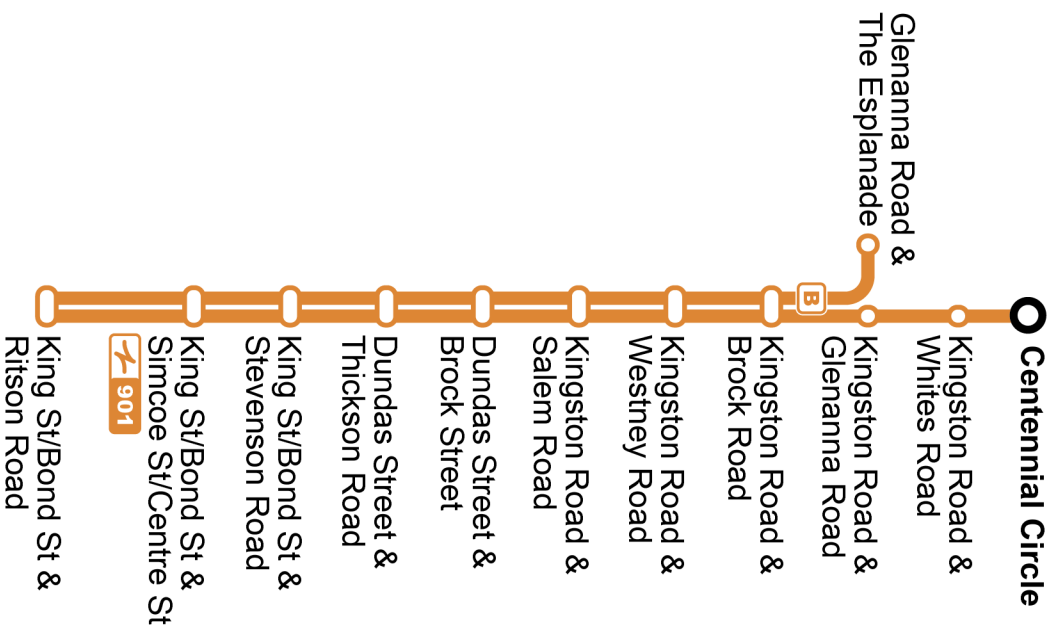 Centennial Circle
Kingston Road &
Whites Road
Glenanna Road &
The Esplanade
Kingston Road &
Glenanna Road
B
Kingston Road &
Brock Road
Kingston Road &
Westney Road
Kingston Road &
Salem Road
Dundas Street &
Brock Street
Dundas Street &
Thickson Road
King St/Bond St &
Stevenson Road
King St/Bond St &
Simcoe St/Centre St
901
King St/Bond St &
Ritson Road